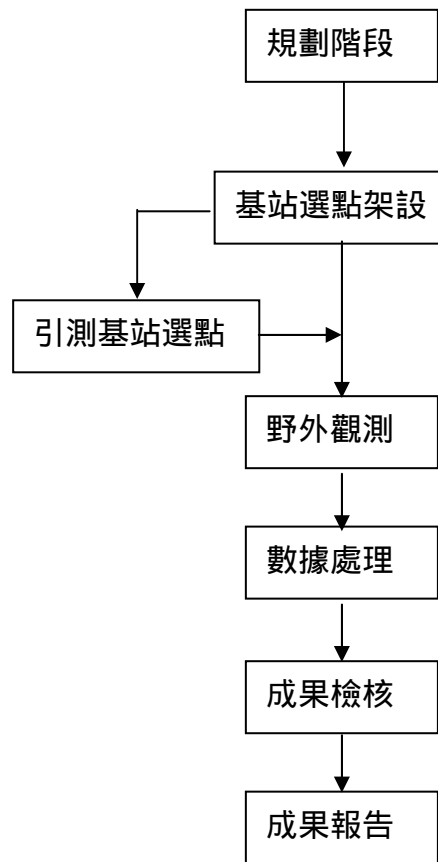 規劃階段
基站選點架設
引測基站選點
野外觀測
數據處理
成果檢核
成果報告